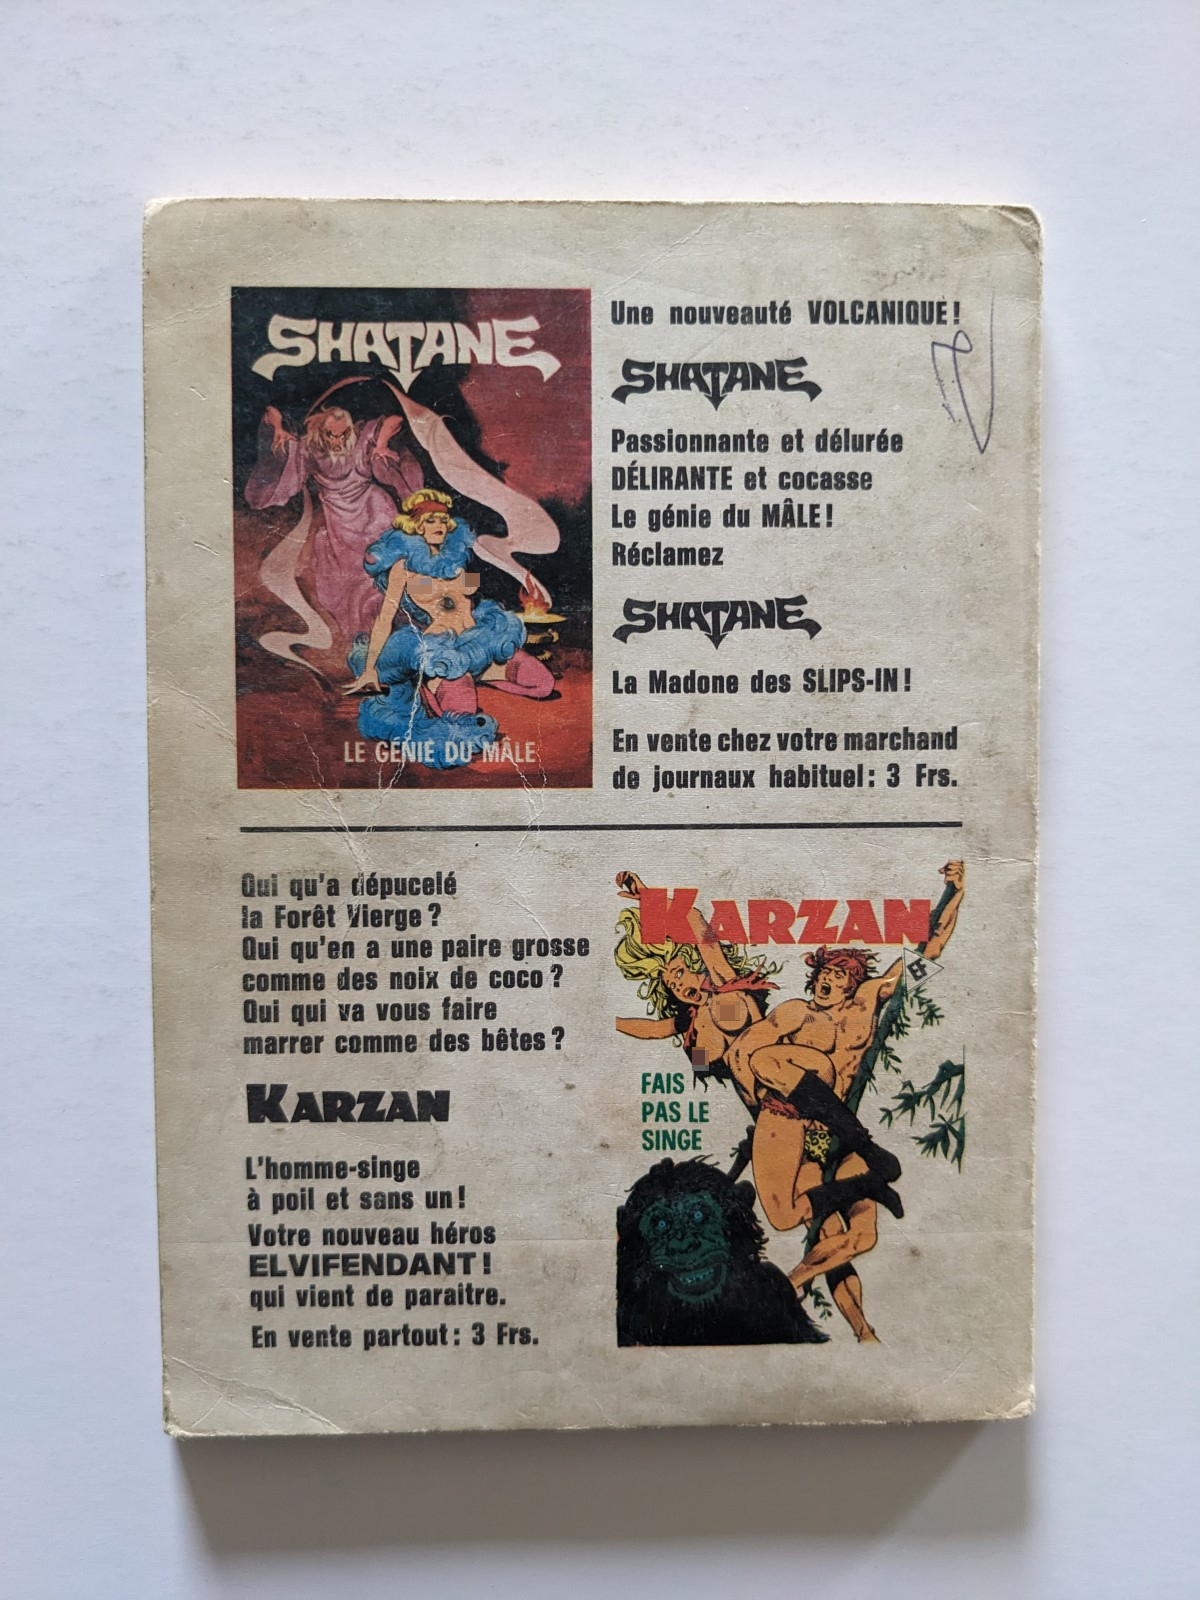 SHATANE
LE GÉNIE DU MÂLE
Une nouveauté VOLCANIQUE!
SHATANE
Passionnante et délurée
DÉLIRANTE et cocasse
Le génie du MÂLE!
Réclamez
SHATANE
La Madone des SLIPS-IN!
En vente chez votre marchand
de journaux habituel: 3 Frs.
Qui qu'a dépucelé
la Forêt Vierge?
Qui qu'en a une paire grosse
comme des noix de coco?
Qui qui va vous faire
marrer comme des bêtes?
KARZAN
L'homme-singe
à poil et sans un!
Votre nouveau héros
ELVIFENDANT!
qui vient de paraître.
En vente partout: 3 Frs.
KARZAN
EF
FAIS
PAS LE
SINGE